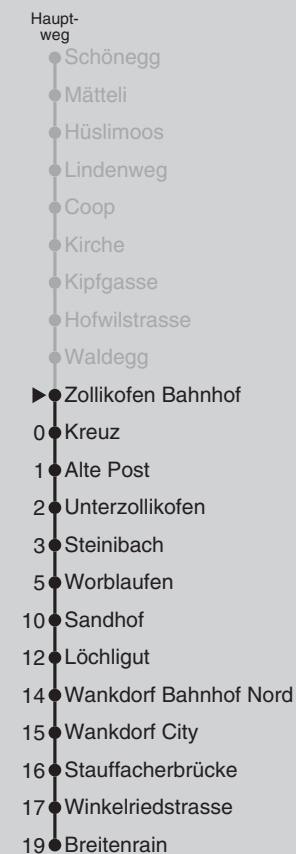 Haupt-
weg
Schönegg
Mätteli
Hüslimoos
Lindenweg
Coop
Kirche
Kipfgasse
Hofwilstrasse
Waldegg
Zollikofen Bahnhof
0 Kreuz
1 Alte Post
2 Unterzollikofen
3 Steinibach
5 Worblaufen
10 Sandhof
12 Löchligut
14 Wankdorf Bahnhof Nord
15 Wankdorf City
16 Stauffacherbrücke
17 Winkelriedstrasse
19 Breitenrain